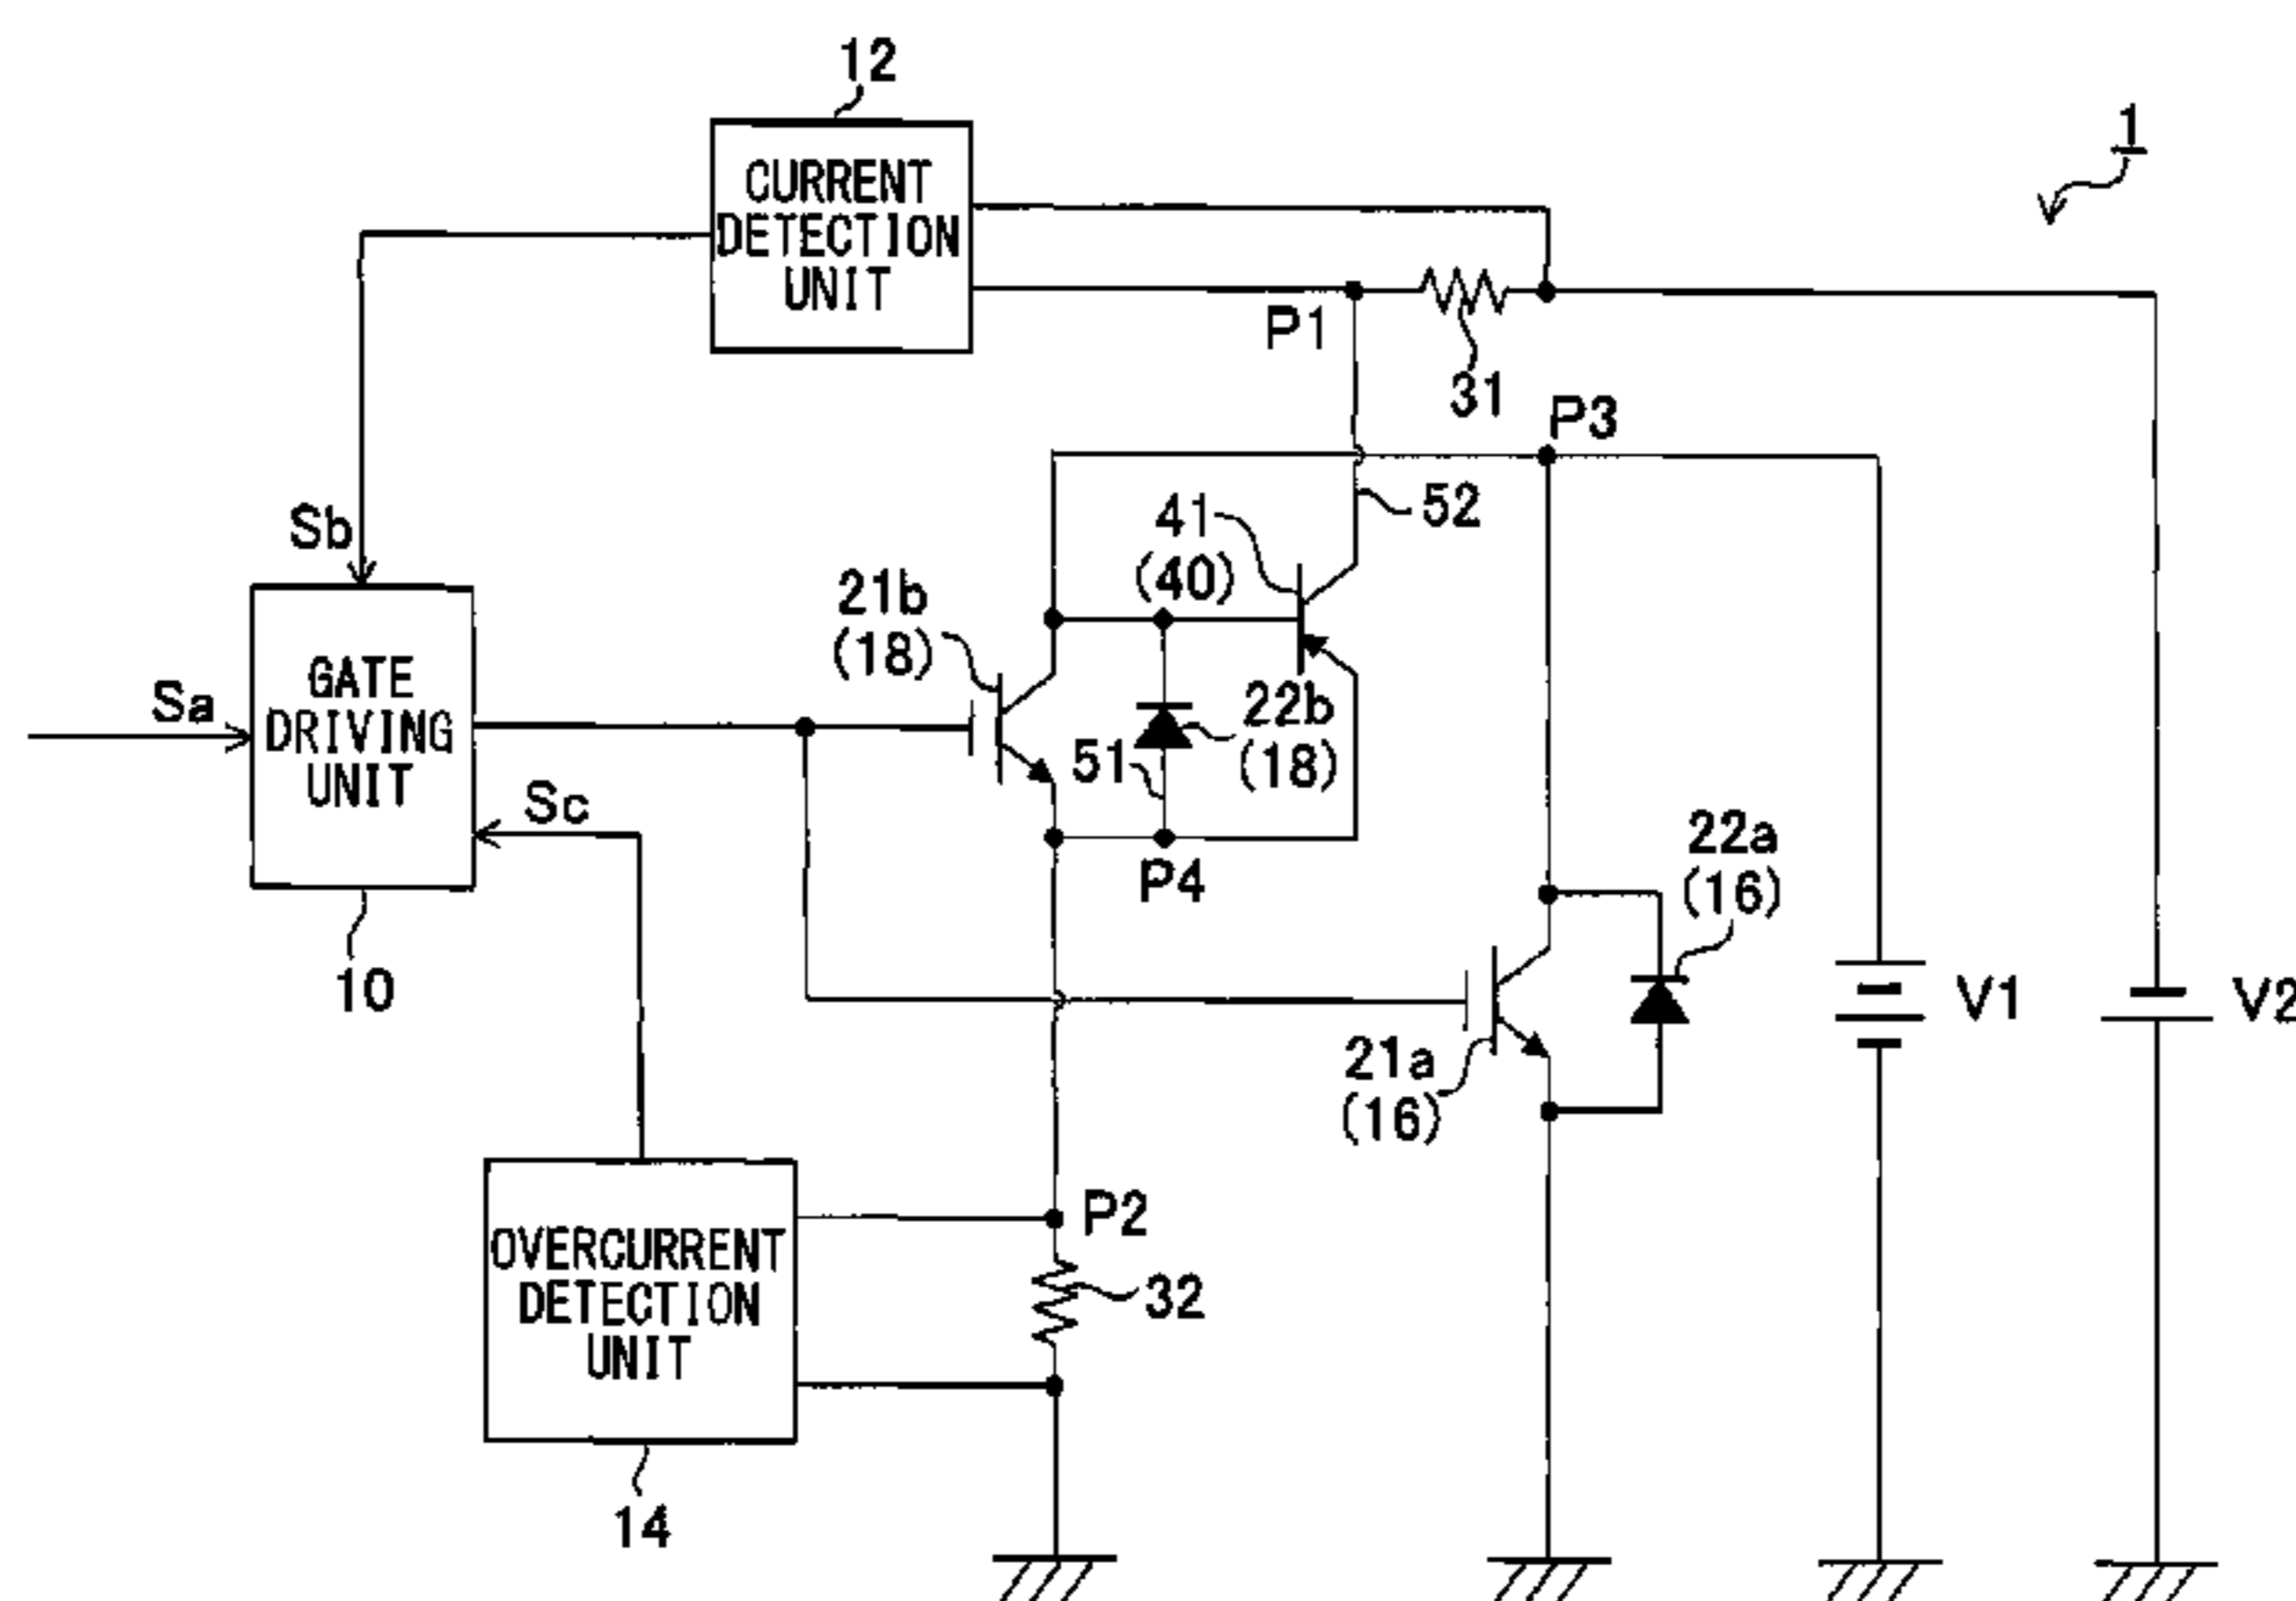 12
1
CURRENT
DETECTION
UNIT
P1
31
P3
52
41
(40)
Sb
21b
(18)
Sa
GATE
DRIVING
UNIT
22b
(18)
51
Sc
P4
22a
(16)
10
V1
V2
21a
(16)
P2
OVERCURRENT
DETECTION
UNIT
32
14